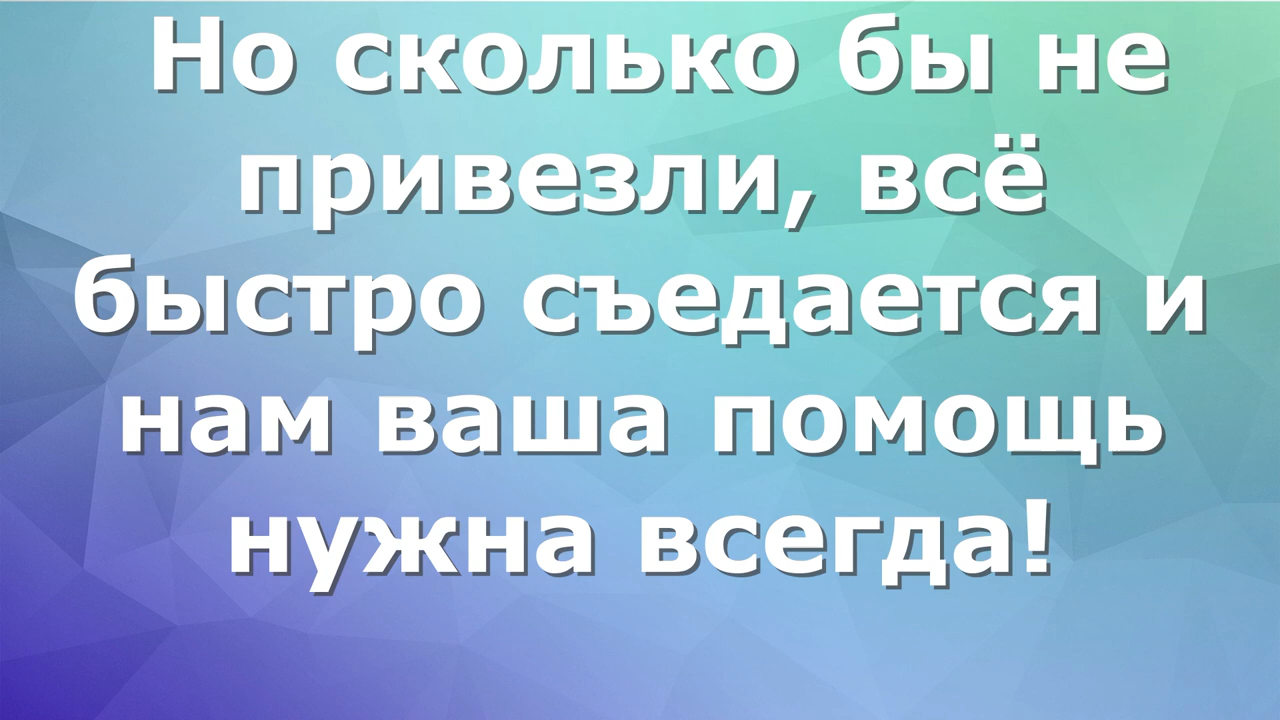 Но сколько бы не
привезли, всё
быстро съедается и
нам ваша помощь
нужна всегда!